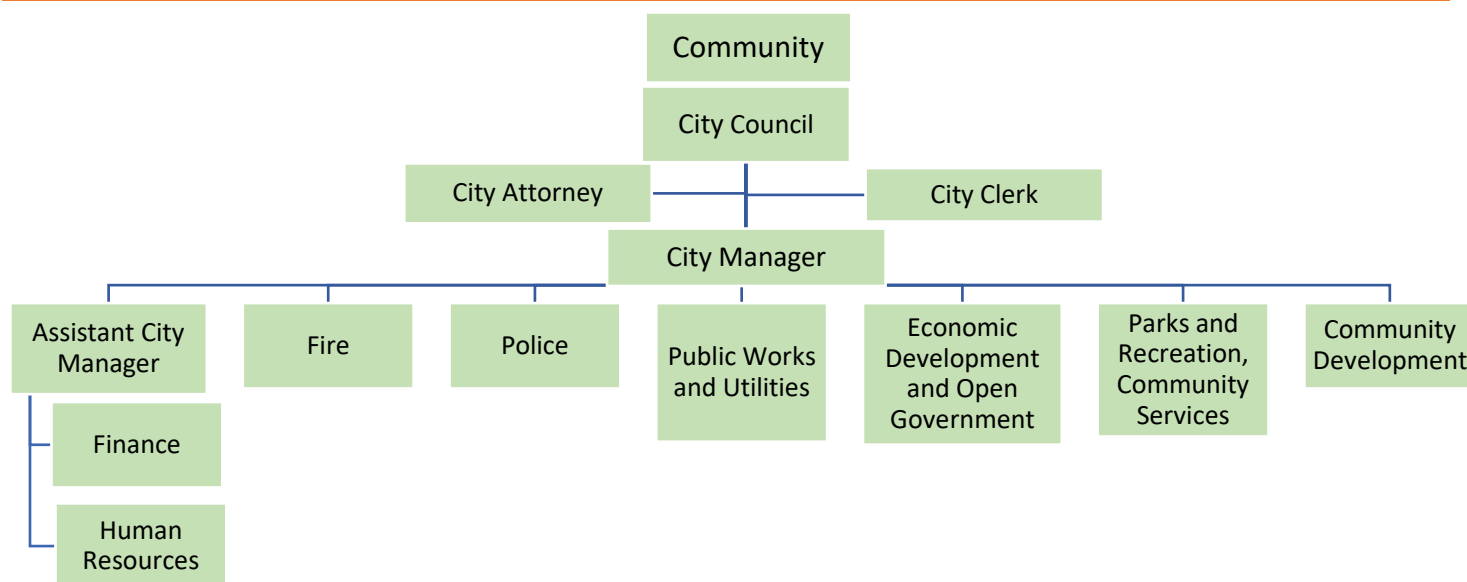 Community
City Council
City Attorney
City Clerk
City Manager
Assistant City
Manager
Fire
Police
Public Works
and Utilities
Economic
Development
and Open
Government
Parks and
Recreation,
Community
Services
Community
Development
Finance
Human
Resources